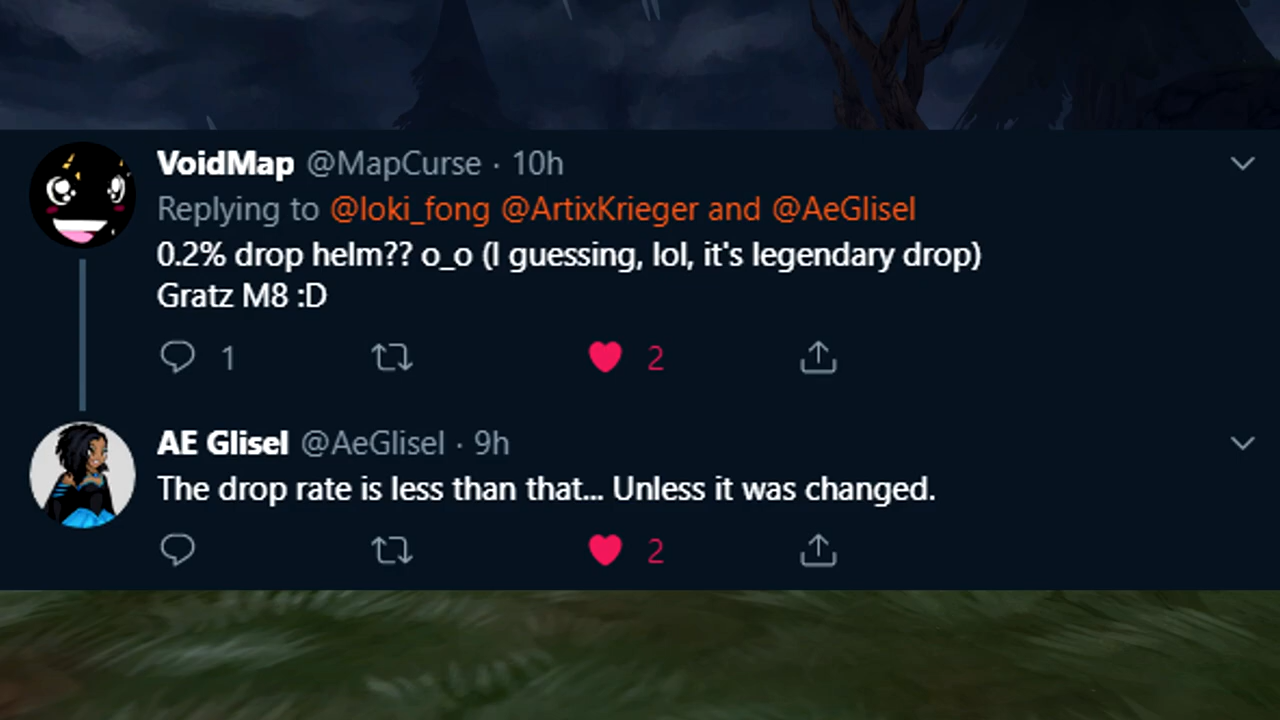 VoidMap @MapCurse · 10h
Replying to @loki_fong @ArtixKrieger and @AeGlisel
0.2% drop helm?? o_o (I guessing, lol, it's legendary drop)
Gratz M8 :D
1 2
AE Glisel @AeGlisel · 9h
The drop rate is less than that... Unless it was changed.
2